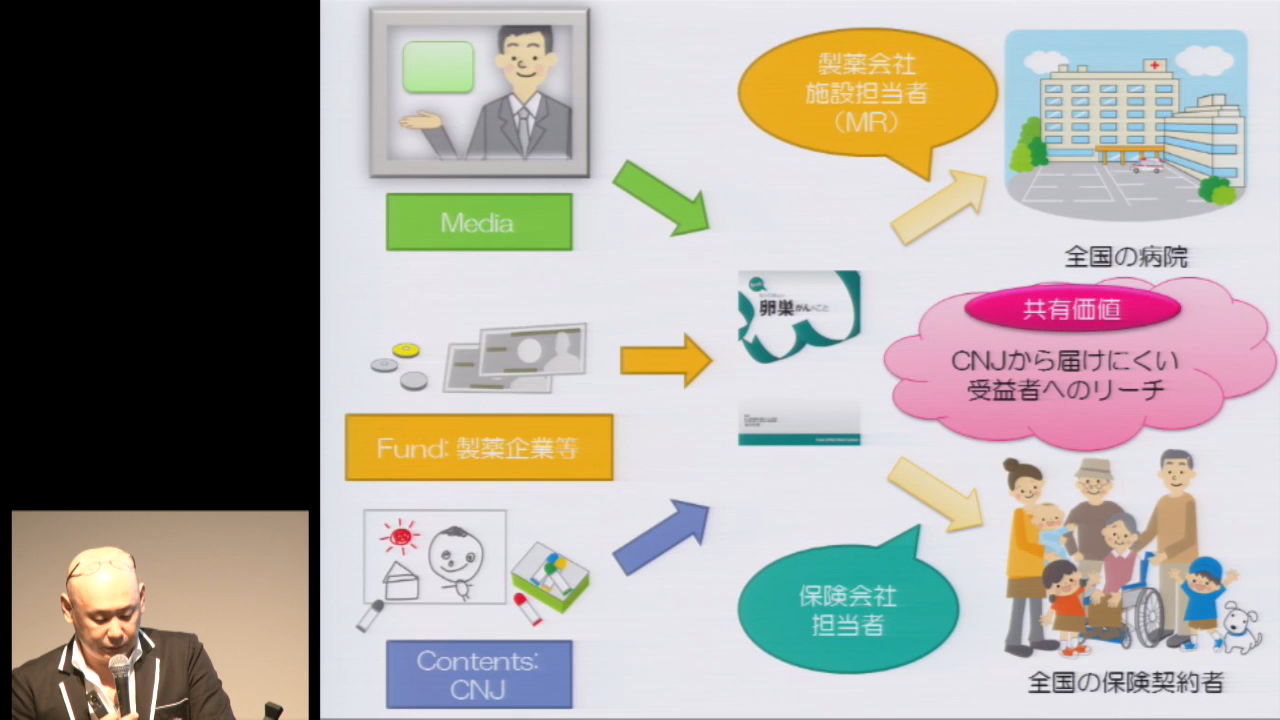 製薬会社
施設担当者
(MR)
Media
全国の病院
卵巣がんのこと
共有価値
CNJから届けにくい
受益者へのリーチ
Fund: 製薬企業等
保険会社
担当者
Contents:
CNJ
全国の保険契約者